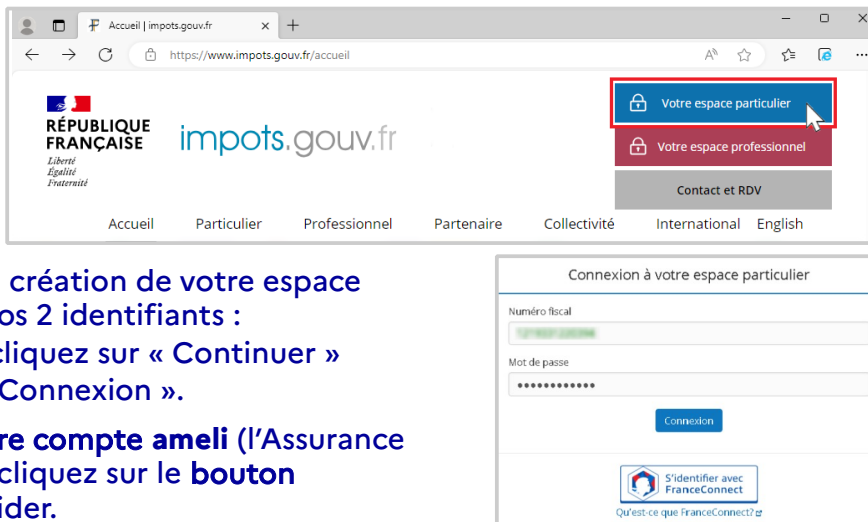 Accueil | impots.gouv.fr
https://www.impots.gouv.fr/accueil
RÉPUBLIQUE
FRANÇAISE
Liberté
Égalité
Fraternité
impots.gouv.fr
Votre espace particulier
Votre espace professionnel
Contact et RDV
Accueil Particulier Professionnel Partenaire Collectivité International English
création de votre espace
os 2 identifiants :
cliquez sur « Continuer »
Connexion ».
re compte ameli (l'Assurance
cliquez sur le bouton
ider.
Connexion à votre espace particulier
Numéro fiscal
Mot de passe
Connexion
S'identifier avec
FranceConnect
Qu'est-ce que FranceConnect?